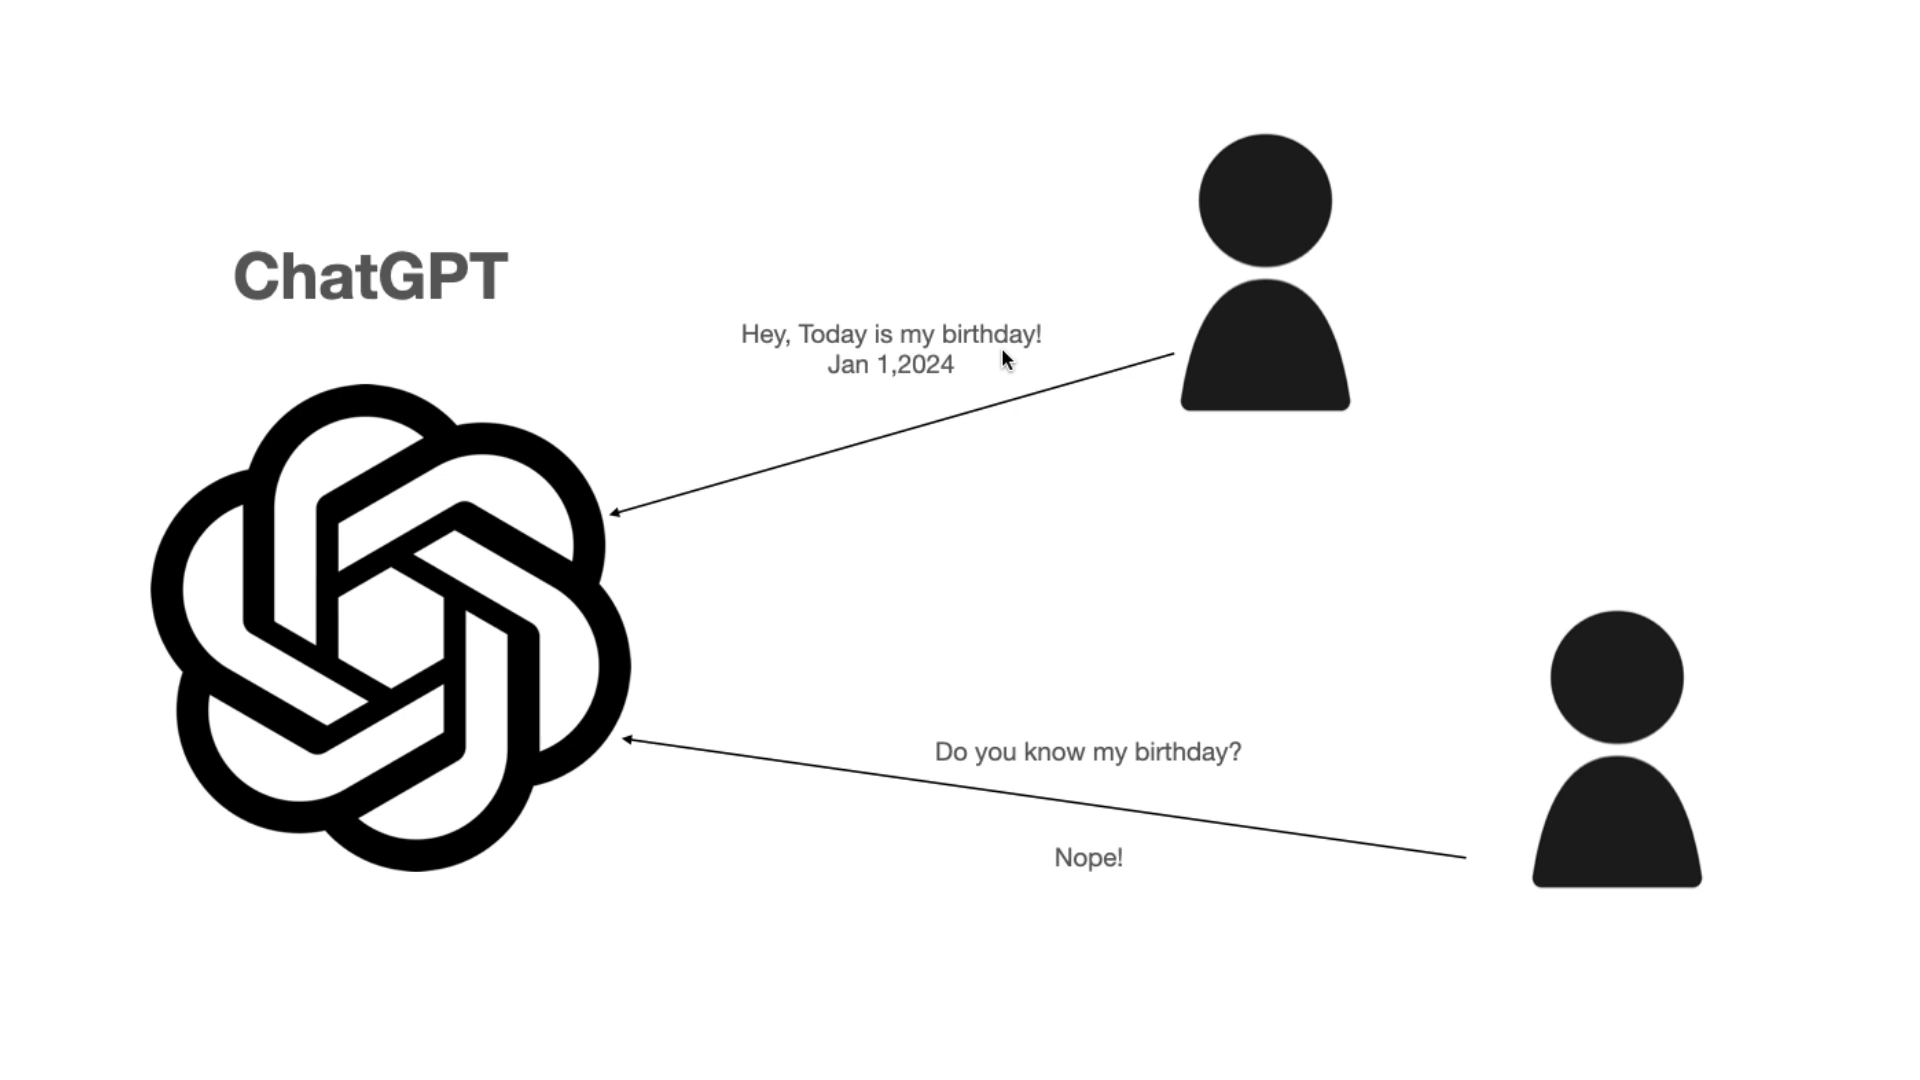 ChatGPT
Hey, Today is my birthday!
Jan 1,2024
Do you know my birthday?
Nope!